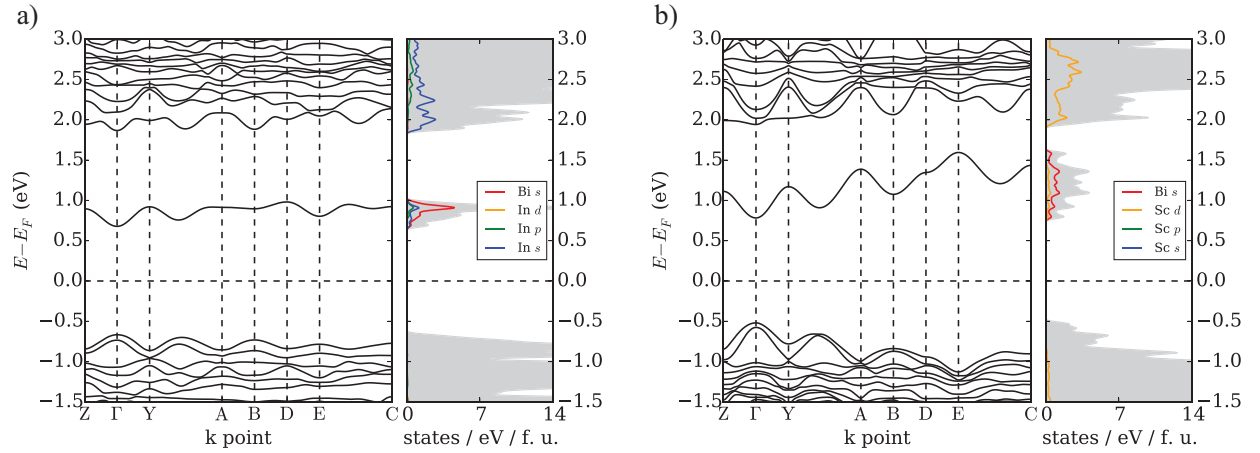 a)
3.0
2.5
2.0
1.5
1.0
0.5
0.0
−0.5
−1.0
−1.5
E−E_F (eV)
Z Γ Y A B D E C
k point
Bi s
In d
In p
In s
0 7 14
states / eV / f. u.
3.0
2.5
2.0
1.5
1.0
0.5
0.0
−0.5
−1.0
−1.5
b)
3.0
2.5
2.0
1.5
1.0
0.5
0.0
−0.5
−1.0
−1.5
E−E_F (eV)
Z Γ Y A B D E C
k point
Bi s
Sc d
Sc p
Sc s
0 7 14
states / eV / f. u.
3.0
2.5
2.0
1.5
1.0
0.5
0.0
−0.5
−1.0
−1.5